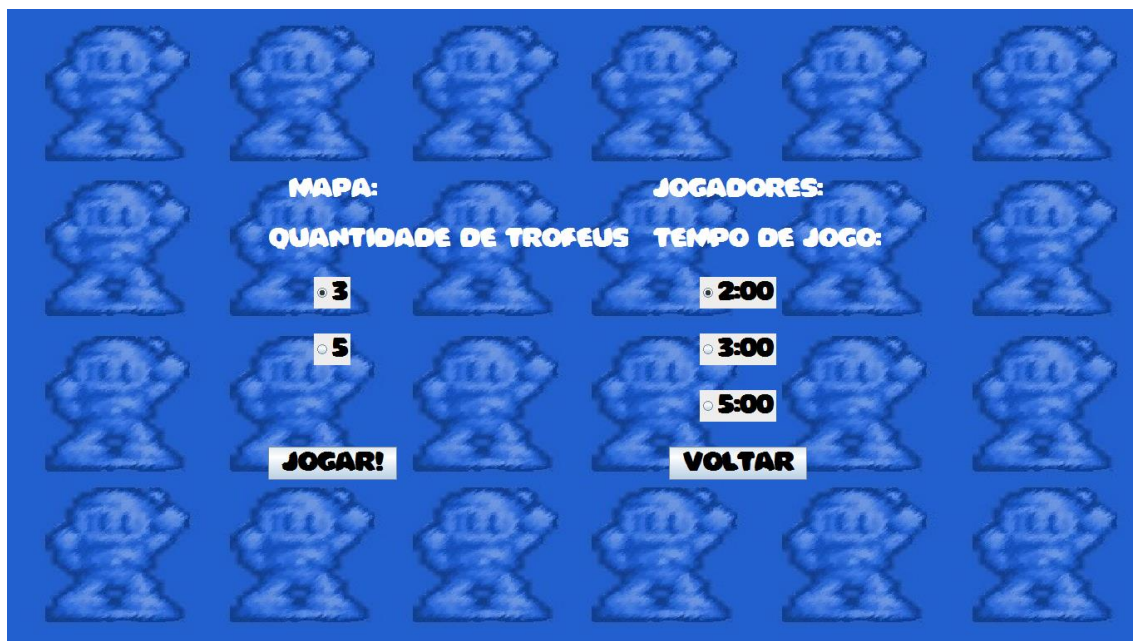 MAPA: JOGADORES:
QUANTIDADE DE TROFEUS TEMPO DE JOGO:
3 2:00
5 3:00
5:00
JOGAR! VOLTAR